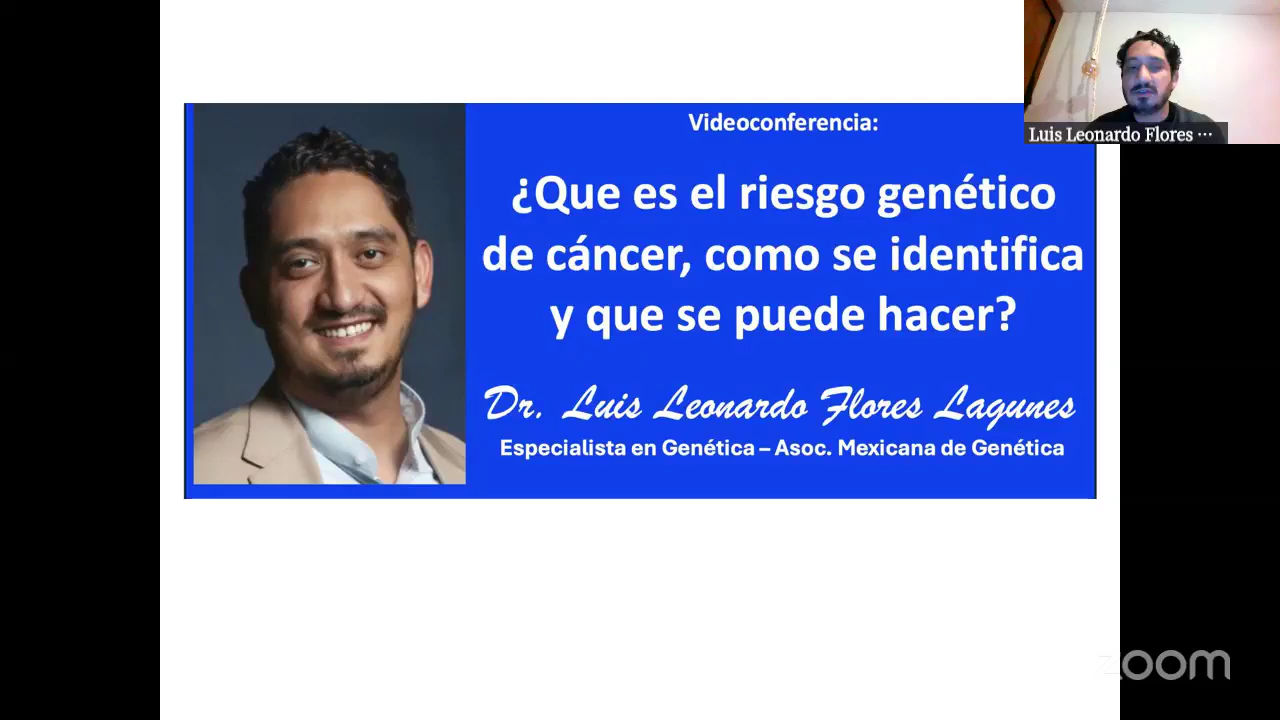 Videoconferencia:
¿Que es el riesgo genético
de cáncer, como se identifica
y que se puede hacer?
Dr. Luis Leonardo Flores Lagunes
Especialista en Genética – Asoc. Mexicana de Genética
Luis Leonardo Flores ···
zoom